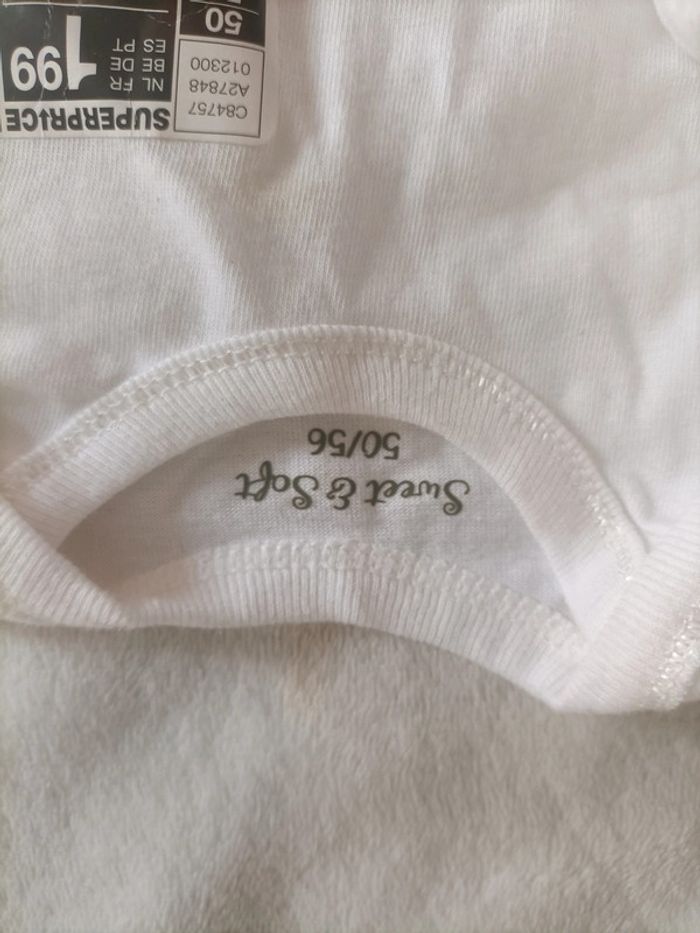 Sweet & Soft
50/56
C84757
A27848
012300
50
SUPERPRICE
NL FR
BE DE
ES PT
1 99